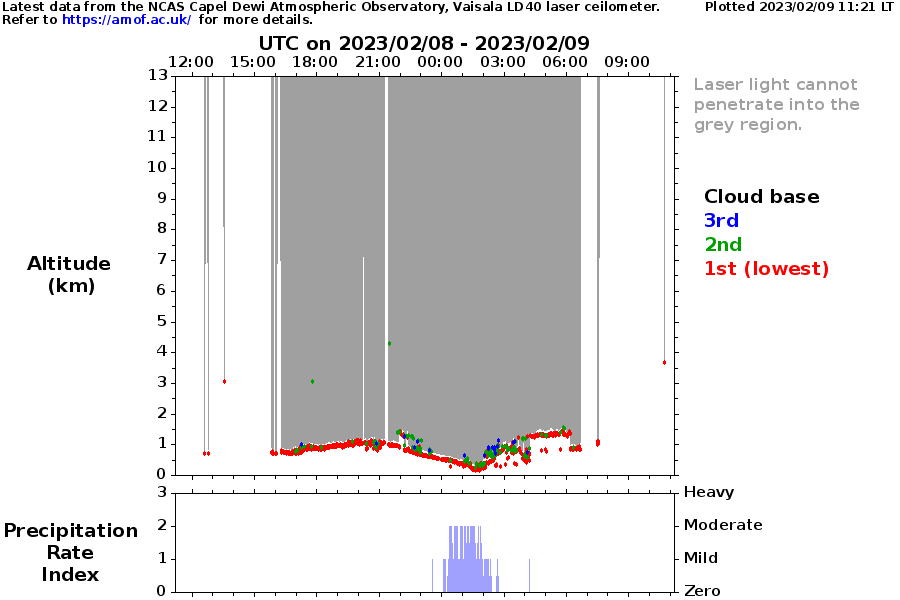 Latest data from the NCAS Capel Dewi Atmospheric Observatory, Vaisala LD40 laser ceilometer.
Plotted 2023/02/09 11:21 LT
Refer to https://amof.ac.uk/ for more details.
UTC on 2023/02/08 - 2023/02/09
12:00 15:00 18:00 21:00 00:00 03:00 06:00 09:00
13
12
11
10
9
8
7
6
5
4
3
2
1
0
Altitude
(km)
Laser light cannot
penetrate into the
grey region.
Cloud base
3rd
2nd
1st (lowest)
Precipitation
Rate
Index
3
2
1
0
Heavy
Moderate
Mild
Zero